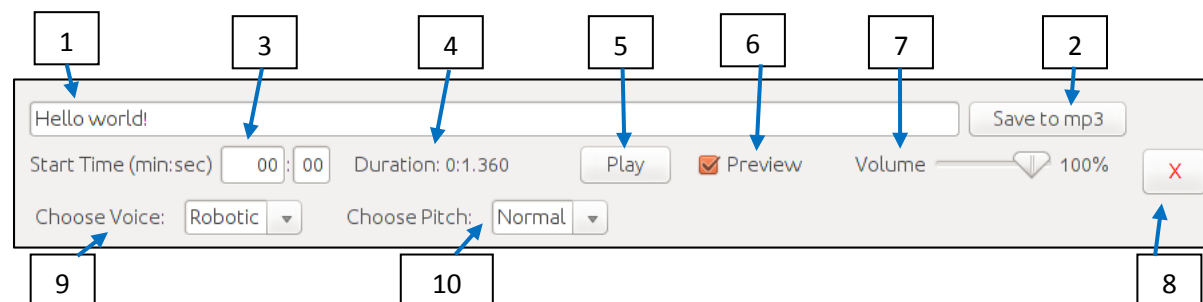 1 3 4 5 6 7 2
Hello world! Save to mp3
Start Time (min:sec) 00 : 00 Duration: 0:1.360 Play Preview Volume 100% X
Choose Voice: Robotic Choose Pitch: Normal
9 10 8